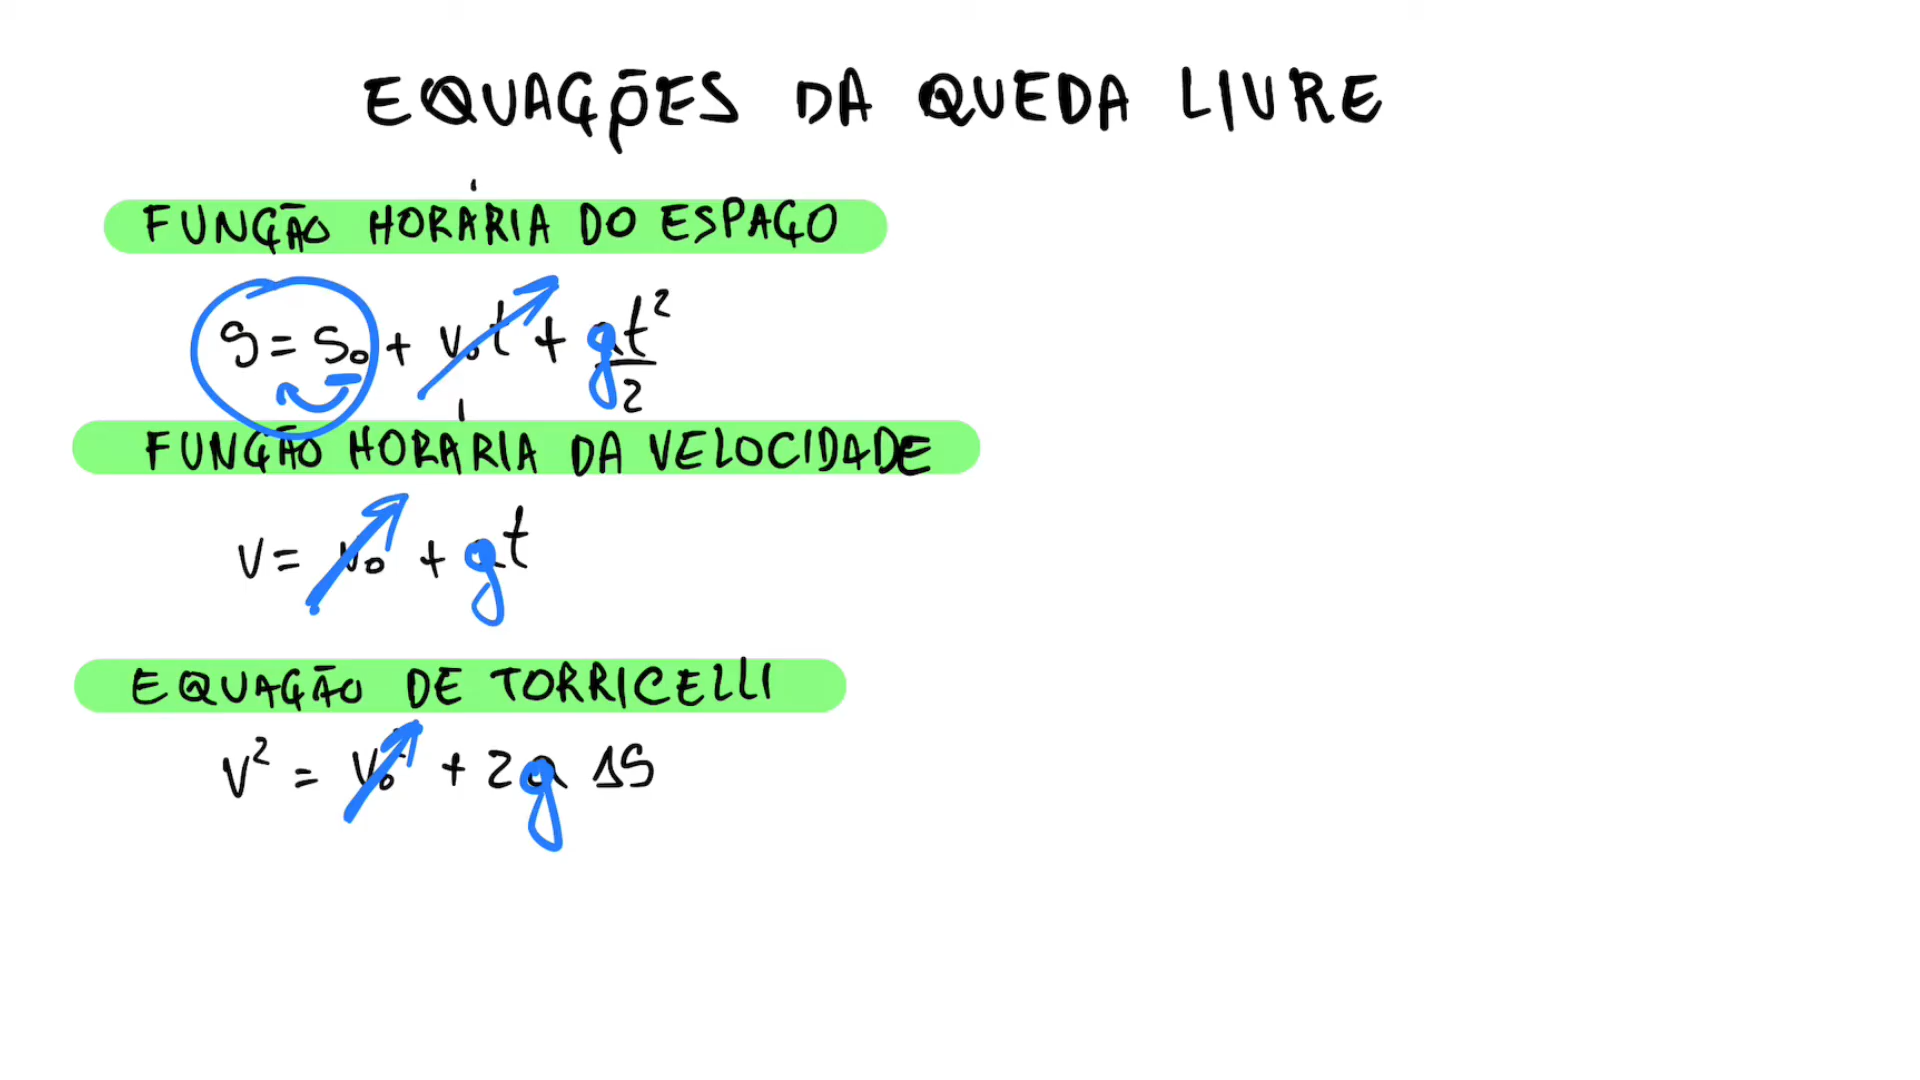 EQUAÇÕES DA QUEDA LIVRE
FUNÇÃO HORÁRIA DO ESPAÇO
S = S₀ + v₀t + gt²/2
FUNÇÃO HORÁRIA DA VELOCIDADE
V = V₀ + gt
EQUAÇÃO DE TORRICELLI
V² = V₀² + 2g ΔS